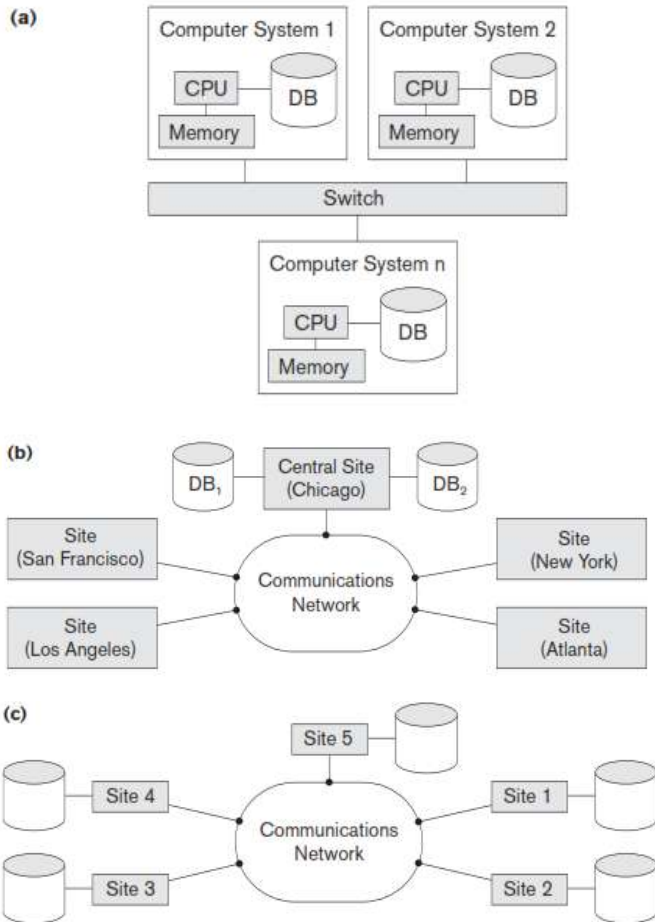 (a)
Computer System 1
CPU
DB
Memory
Computer System 2
CPU
DB
Memory
Switch
Computer System n
CPU
DB
Memory
(b)
DB₁
Central Site
(Chicago)
DB₂
Site
(San Francisco)
Site
(New York)
Communications
Network
Site
(Los Angeles)
Site
(Atlanta)
(c)
Site 5
Site 4
Site 1
Communications
Network
Site 3
Site 2